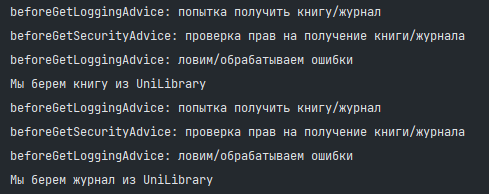 beforeGetLoggingAdvice: попытка получить книгу/журнал
beforeGetSecurityAdvice: проверка прав на получение книги/журнала
beforeGetLoggingAdvice: ловим/обрабатываем ошибки
Мы берем книгу из UniLibrary
beforeGetLoggingAdvice: попытка получить книгу/журнал
beforeGetSecurityAdvice: проверка прав на получение книги/журнала
beforeGetLoggingAdvice: ловим/обрабатываем ошибки
Мы берем журнал из UniLibrary